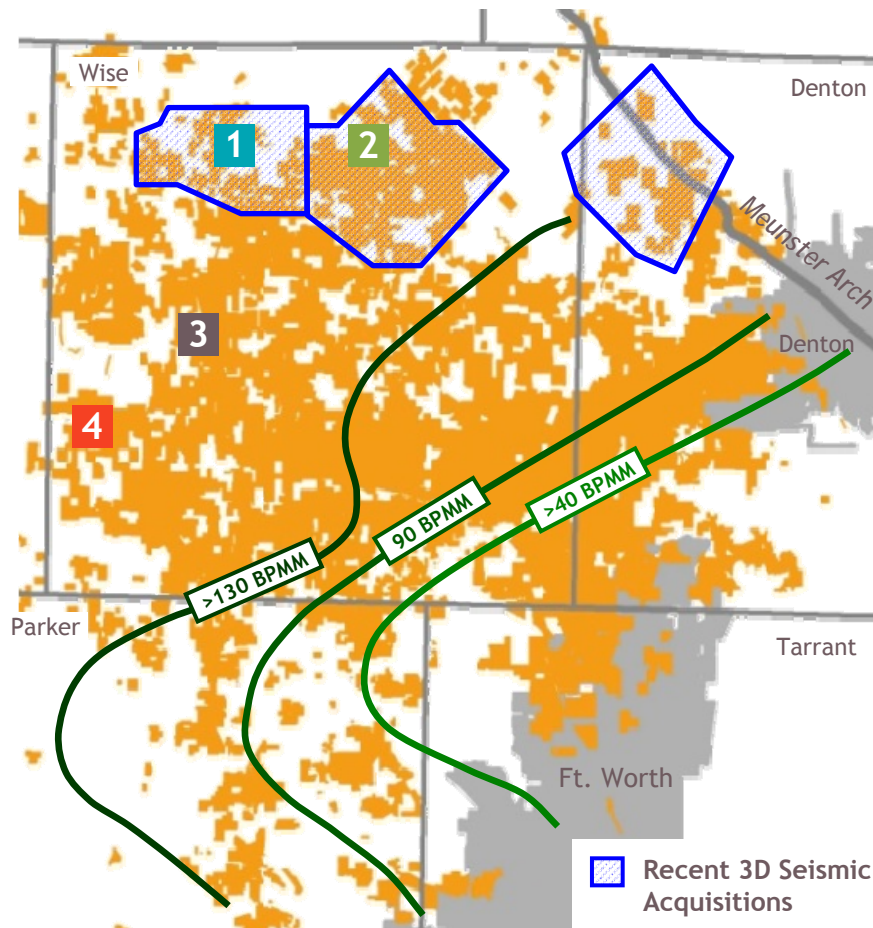 Wise
Denton
1
2
Meunster Arch
3
Denton
4
90 BPMM
>40 BPMM
>130 BPMM
Parker
Tarrant
Ft. Worth
Recent 3D Seismic
Acquisitions